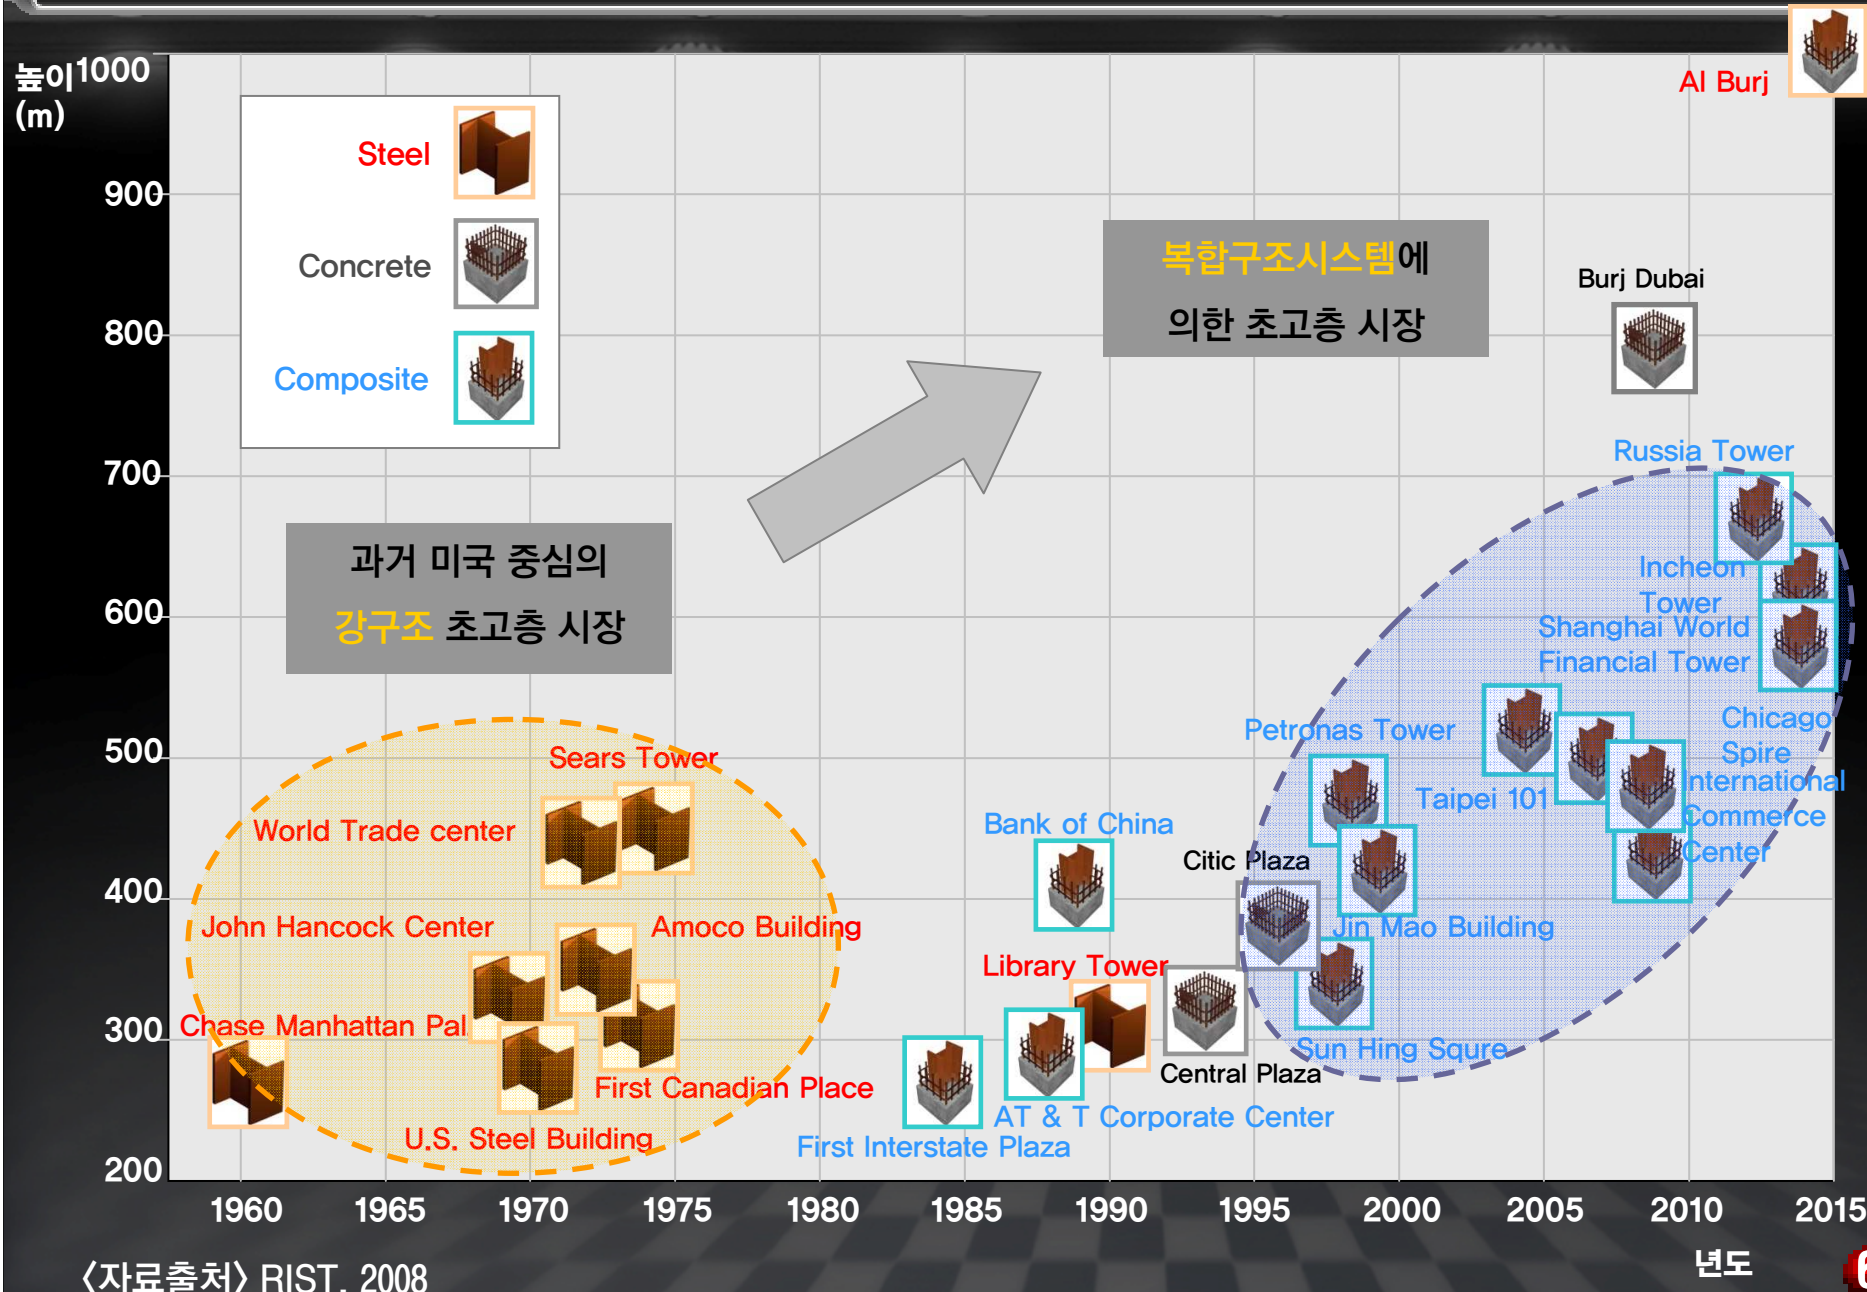 높이
(m)
1000
900
800
700
600
500
400
300
200
Steel
Concrete
Composite
복합구조시스템에
의한 초고층 시장
과거 미국 중심의
강구조 초고층 시장
Al Burj
Burj Dubai
Russia Tower
Incheon
Tower
Shanghai World
Financial Tower
Chicago
Spire
International
Commerce
Center
Petronas Tower
Taipei 101
Bank of China
Citic Plaza
Jin Mao Building
Sun Hing Squre
Library Tower
Central Plaza
AT & T Corporate Center
First Interstate Plaza
Sears Tower
World Trade center
John Hancock Center
Amoco Building
Chase Manhattan Pal
First Canadian Place
U.S. Steel Building
1960
1965
1970
1975
1980
1985
1990
1995
2000
2005
2010
2015
년도
<자료출처> RIST, 2008
6